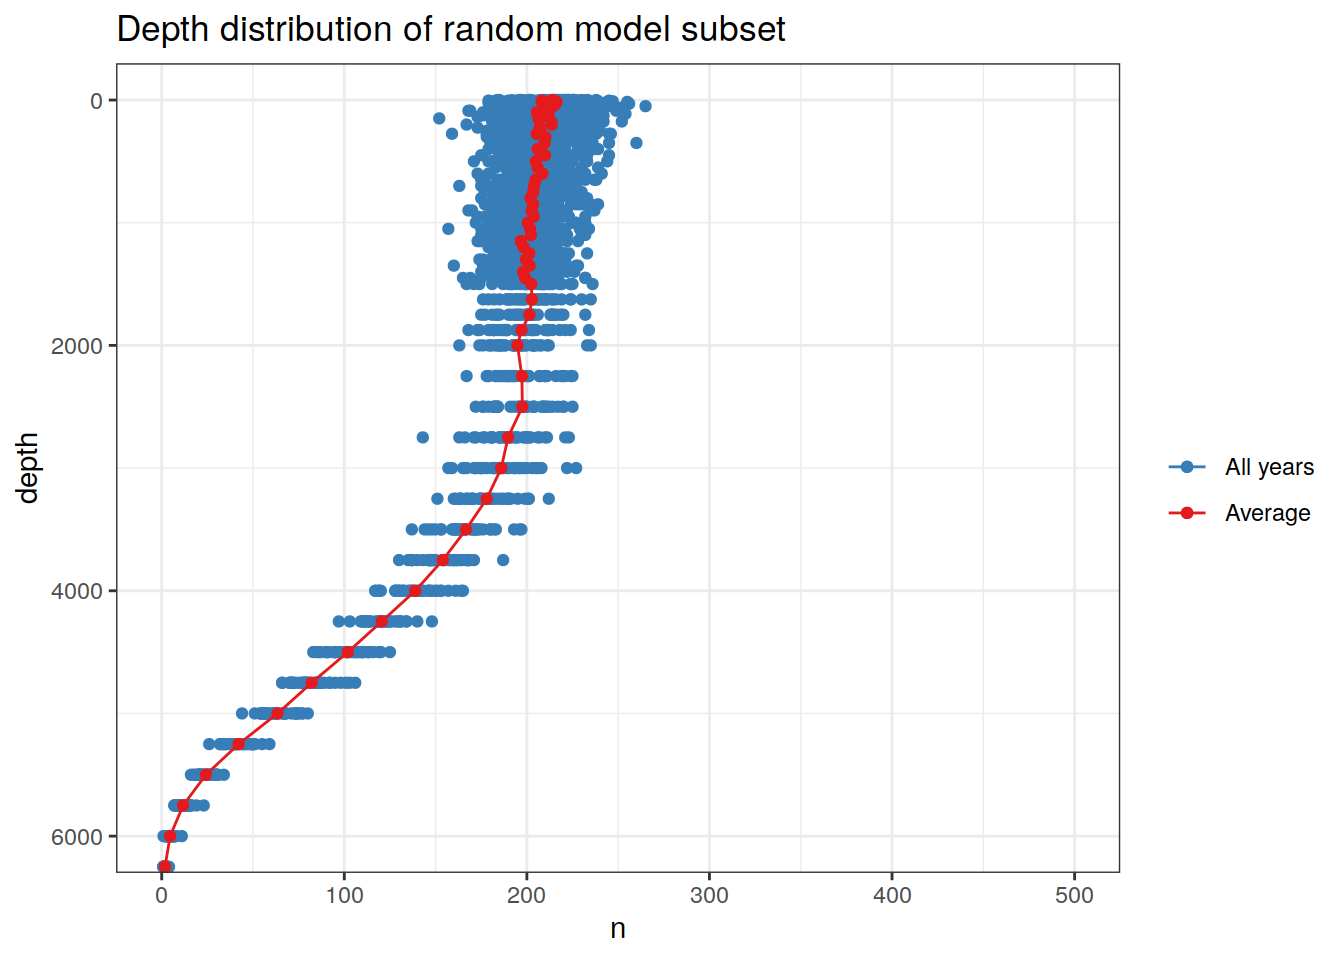 Depth distribution of random model subset
0
2000
4000
6000
depth
0 100 200 300 400 500
n
All years
Average